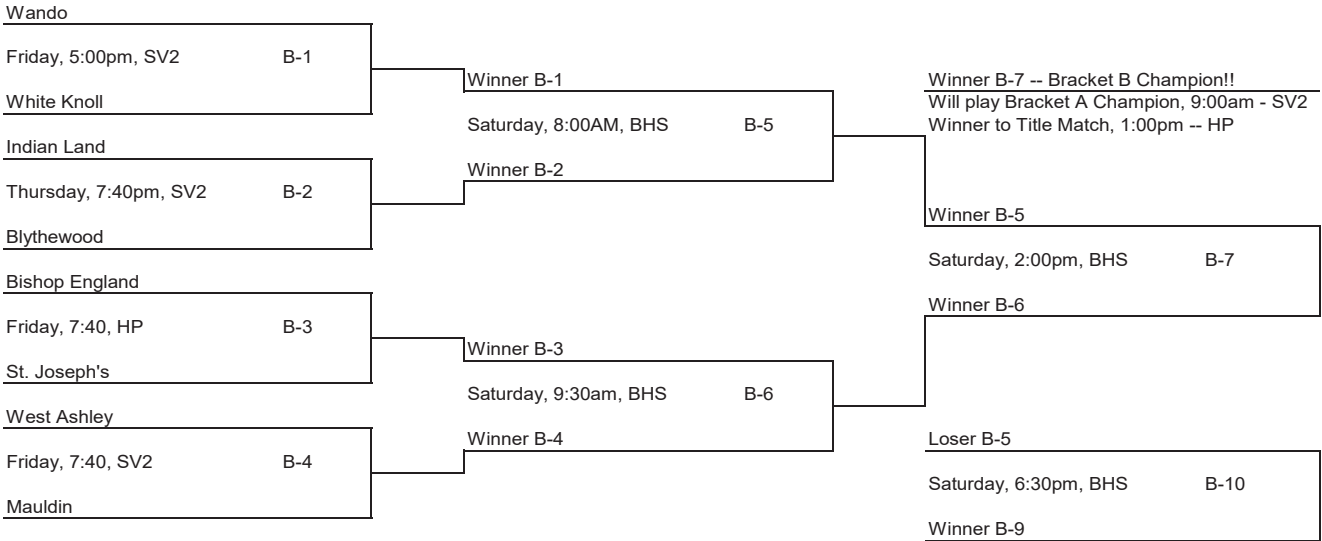 Wando
Friday, 5:00pm, SV2 B-1
White Knoll
Indian Land
Thursday, 7:40pm, SV2 B-2
Blythewood
Bishop England
Friday, 7:40, HP B-3
St. Joseph's
West Ashley
Friday, 7:40, SV2 B-4
Mauldin
Winner B-1
Saturday, 8:00AM, BHS B-5
Winner B-2
Winner B-3
Saturday, 9:30am, BHS B-6
Winner B-4
Winner B-7 -- Bracket B Champion!!
Will play Bracket A Champion, 9:00am - SV2
Winner to Title Match, 1:00pm -- HP
Winner B-5
Saturday, 2:00pm, BHS B-7
Winner B-6
Loser B-5
Saturday, 6:30pm, BHS B-10
Winner B-9